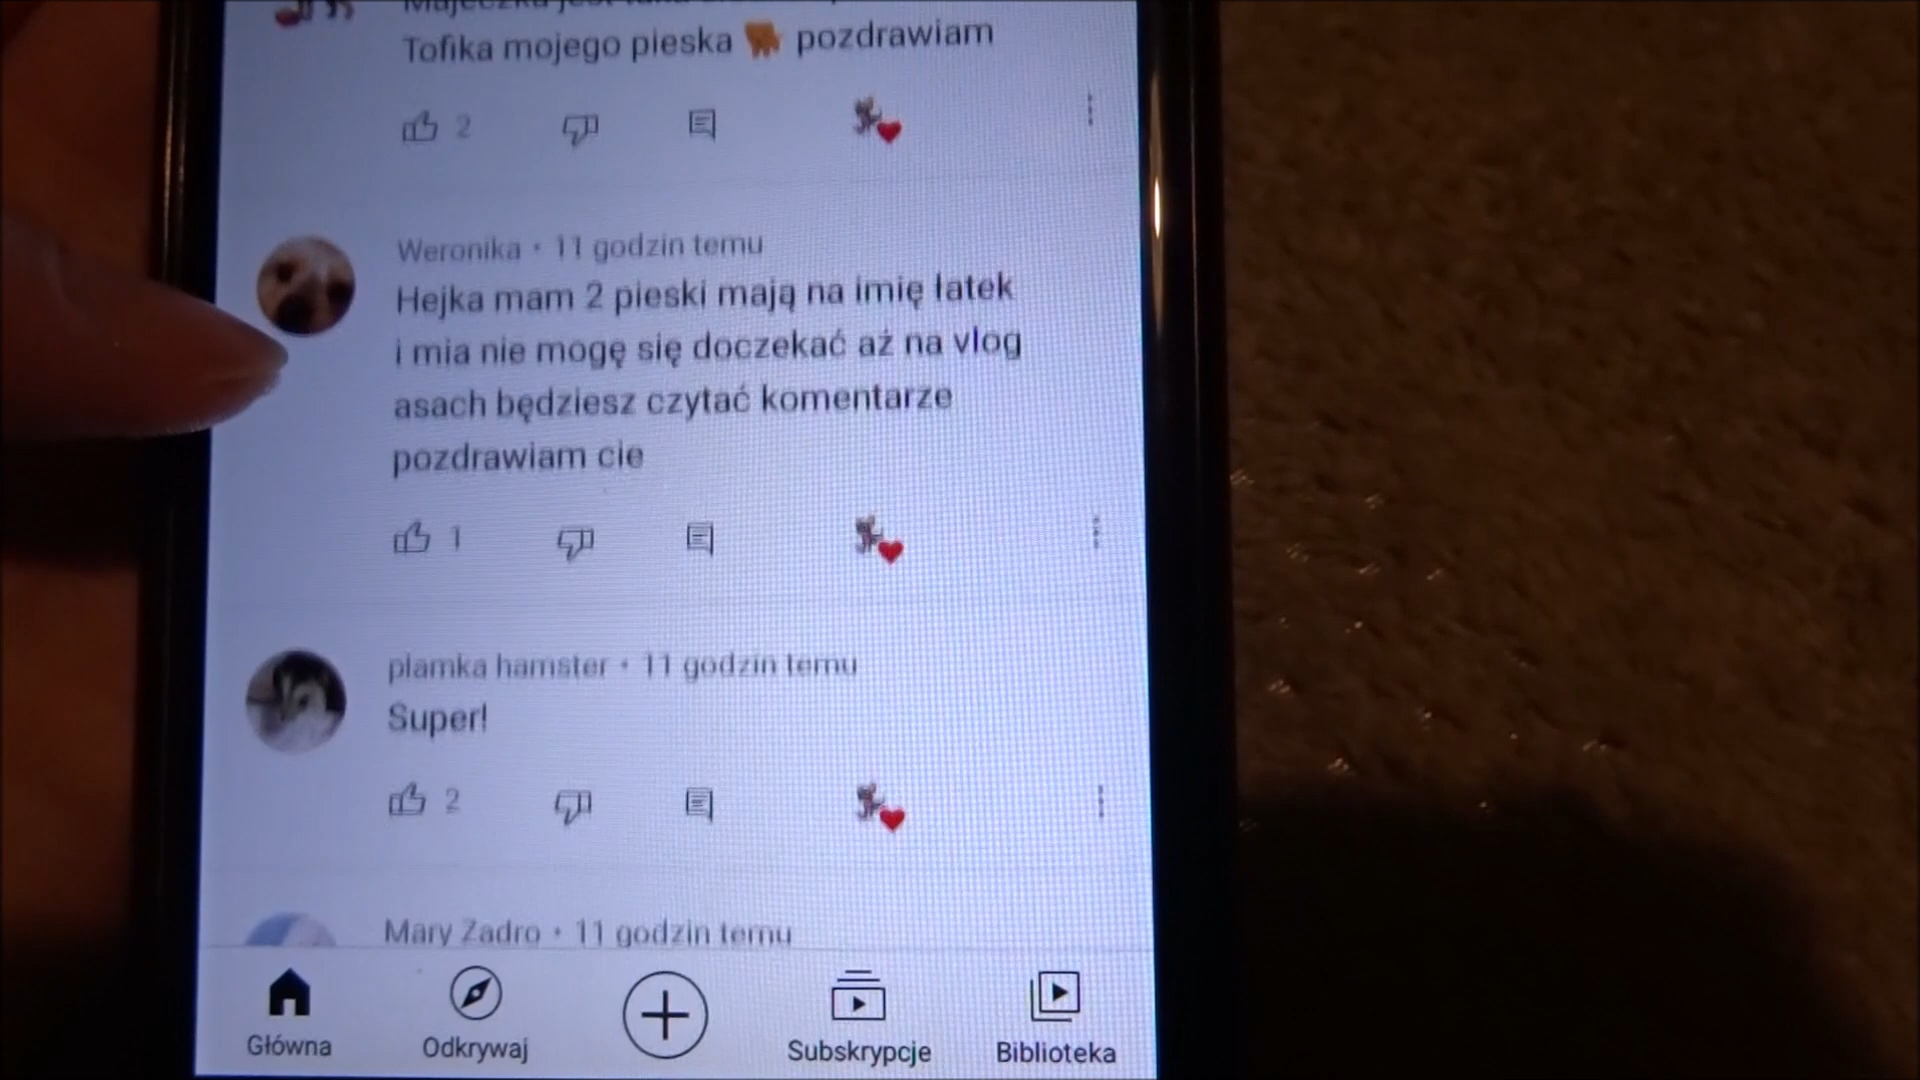 Tofika mojego pieska pozdrawiam
2
Weronika • 11 godzin temu
Hejka mam 2 pieski mają na imię łatek
i mia nie mogę się doczekać aż na vlog
asach będziesz czytać komentarze
pozdrawiam cie
1
plamka hamster • 11 godzin temu
Super!
2
Mary Zadro • 11 godzin temu
Główna
Odkrywaj
Subskrypcje
Biblioteka